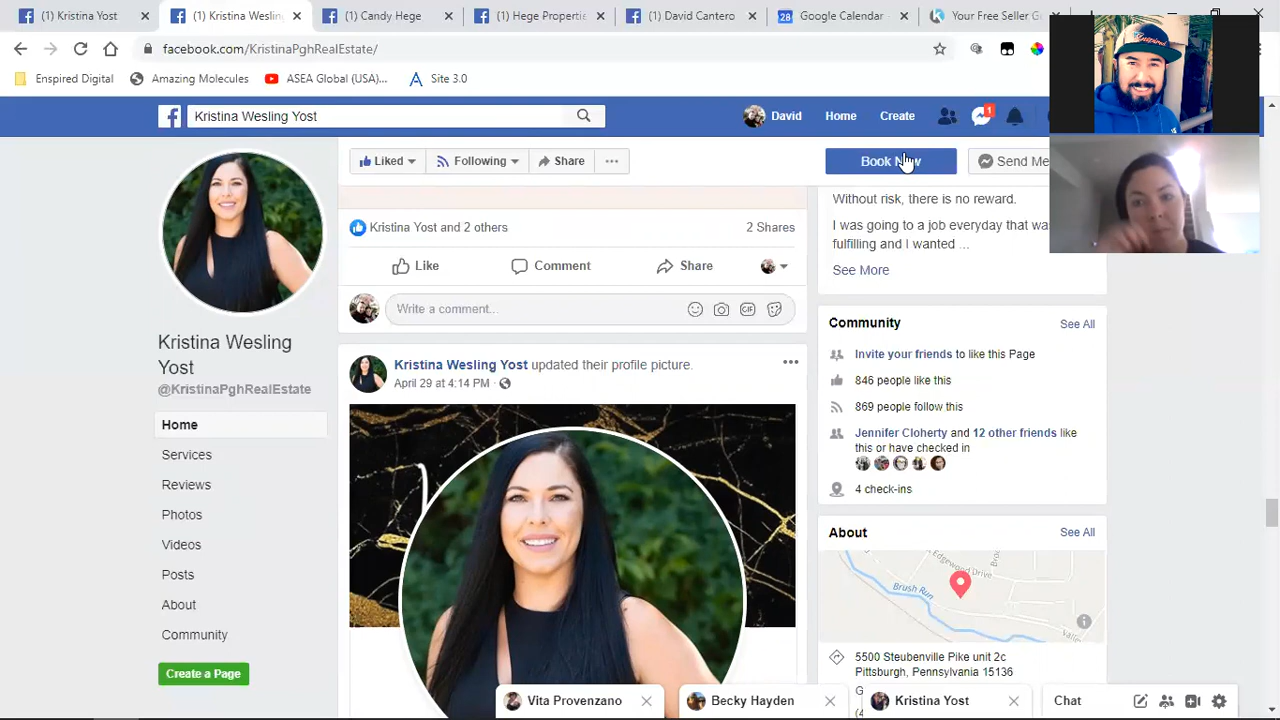 (1) Kristina Yost
(1) Kristina Wesling
(1) Candy Hege
(1) Hege Properti
(1) David Cantero
28
Google Calendar
Your Free Seller G
facebook.com/KristinaPghRealEstate/
Enspired Digital
Amazing Molecules
ASEA Global (USA)...
Site 3.0
Kristina Wesling Yost
David
Home
Create
1
Liked
Following
Share
...
Book
Send Me
Without risk, there is no reward.
I was going to a job everyday that wa
fulfilling and I wanted ...
See More
Kristina Yost and 2 others
2 Shares
Like
Comment
Share
Write a comment...
GIF
Kristina Wesling
Yost
@KristinaPghRealEstate
Home
Services
Reviews
Photos
Videos
Posts
About
Community
Create a Page
Kristina Wesling Yost updated their profile picture.
April 29 at 4:14 PM
Community
See All
Invite your friends to like this Page
846 people like this
869 people follow this
Jennifer Cloherty and 12 other friends like
this or have checked in
4 check-ins
About
See All
Edgewood Drive
Brush Run
Valle
5500 Steubenville Pike unit 2c
Pittsburgh, Pennsylvania 15136
G
(4
Vita Provenzano
Becky Hayden
Kristina Yost
Chat